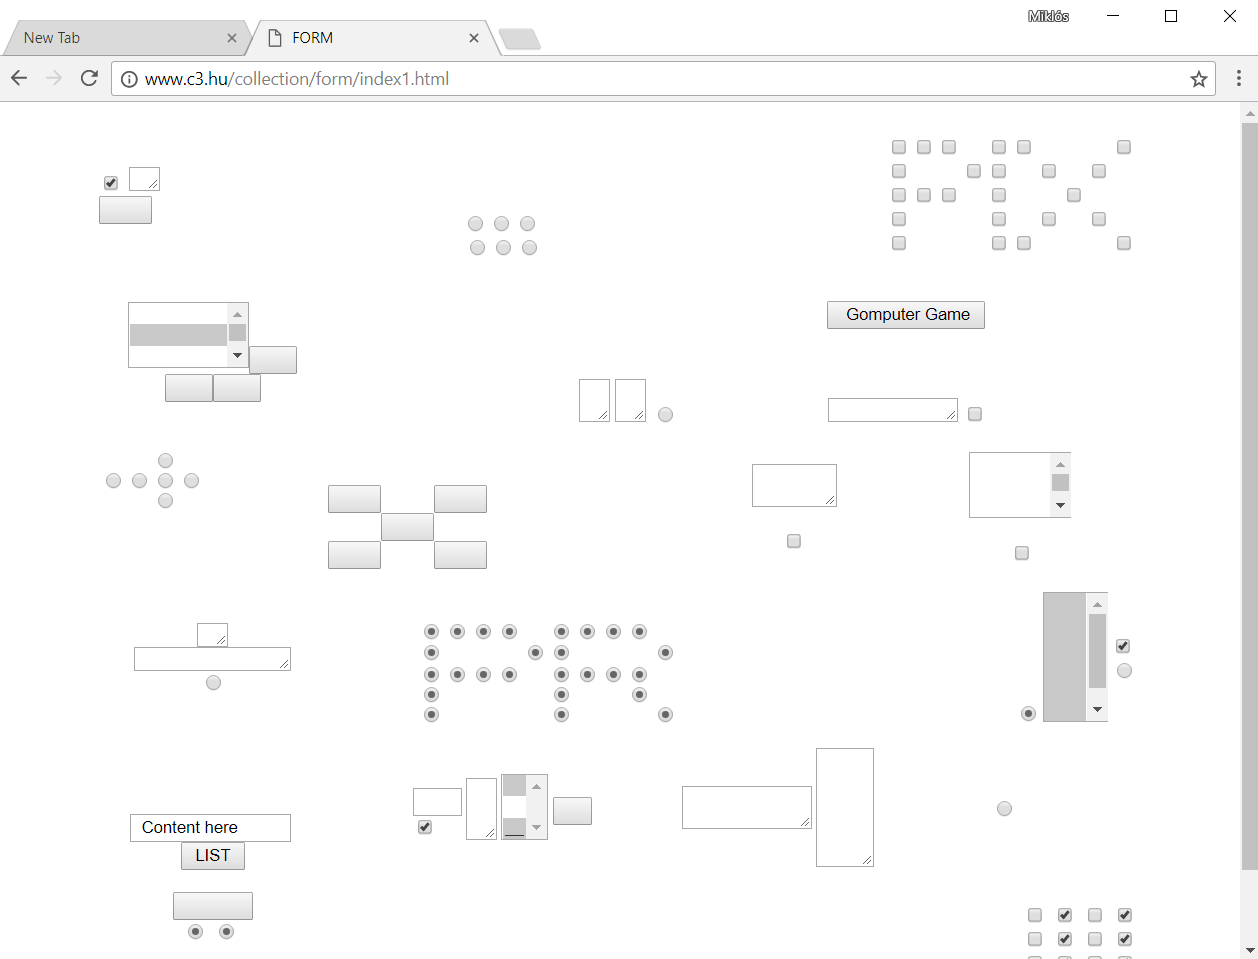 Miklós
New Tab
FORM
www.c3.hu/collection/form/index1.html
Gomputer Game
Content here
LIST